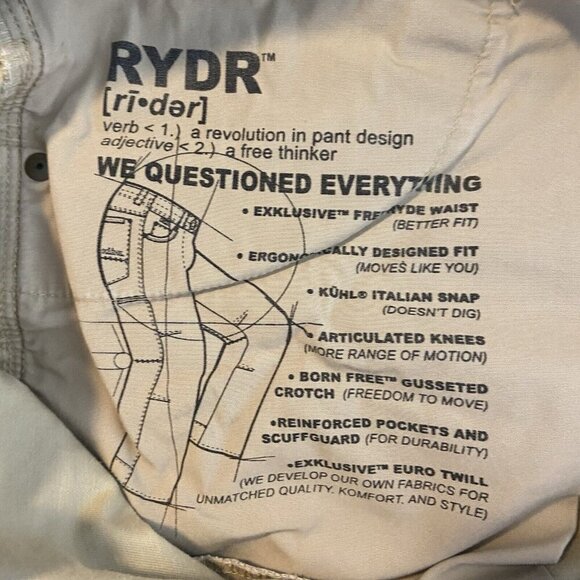 RYDR™
[rī•dər]
verb < 1.) a revolution in pant design
adjective < 2.) a free thinker
WE QUESTIONED EVERYTHING
• EXKLUSIVE™ FREERYDE WAIST
(BETTER FIT)
• ERGONOMICALLY DESIGNED FIT
(MOVES LIKE YOU)
• KÜHL® ITALIAN SNAP
(DOESN'T DIG)
• ARTICULATED KNEES
(MORE RANGE OF MOTION)
• BORN FREE™ GUSSETED
CROTCH (FREEDOM TO MOVE)
•REINFORCED POCKETS AND
SCUFFGUARD (FOR DURABILITY)
•EXKLUSIVE™ EURO TWILL
(WE DEVELOP OUR OWN FABRICS FOR
UNMATCHED QUALITY, KOMFORT, AND STYLE)